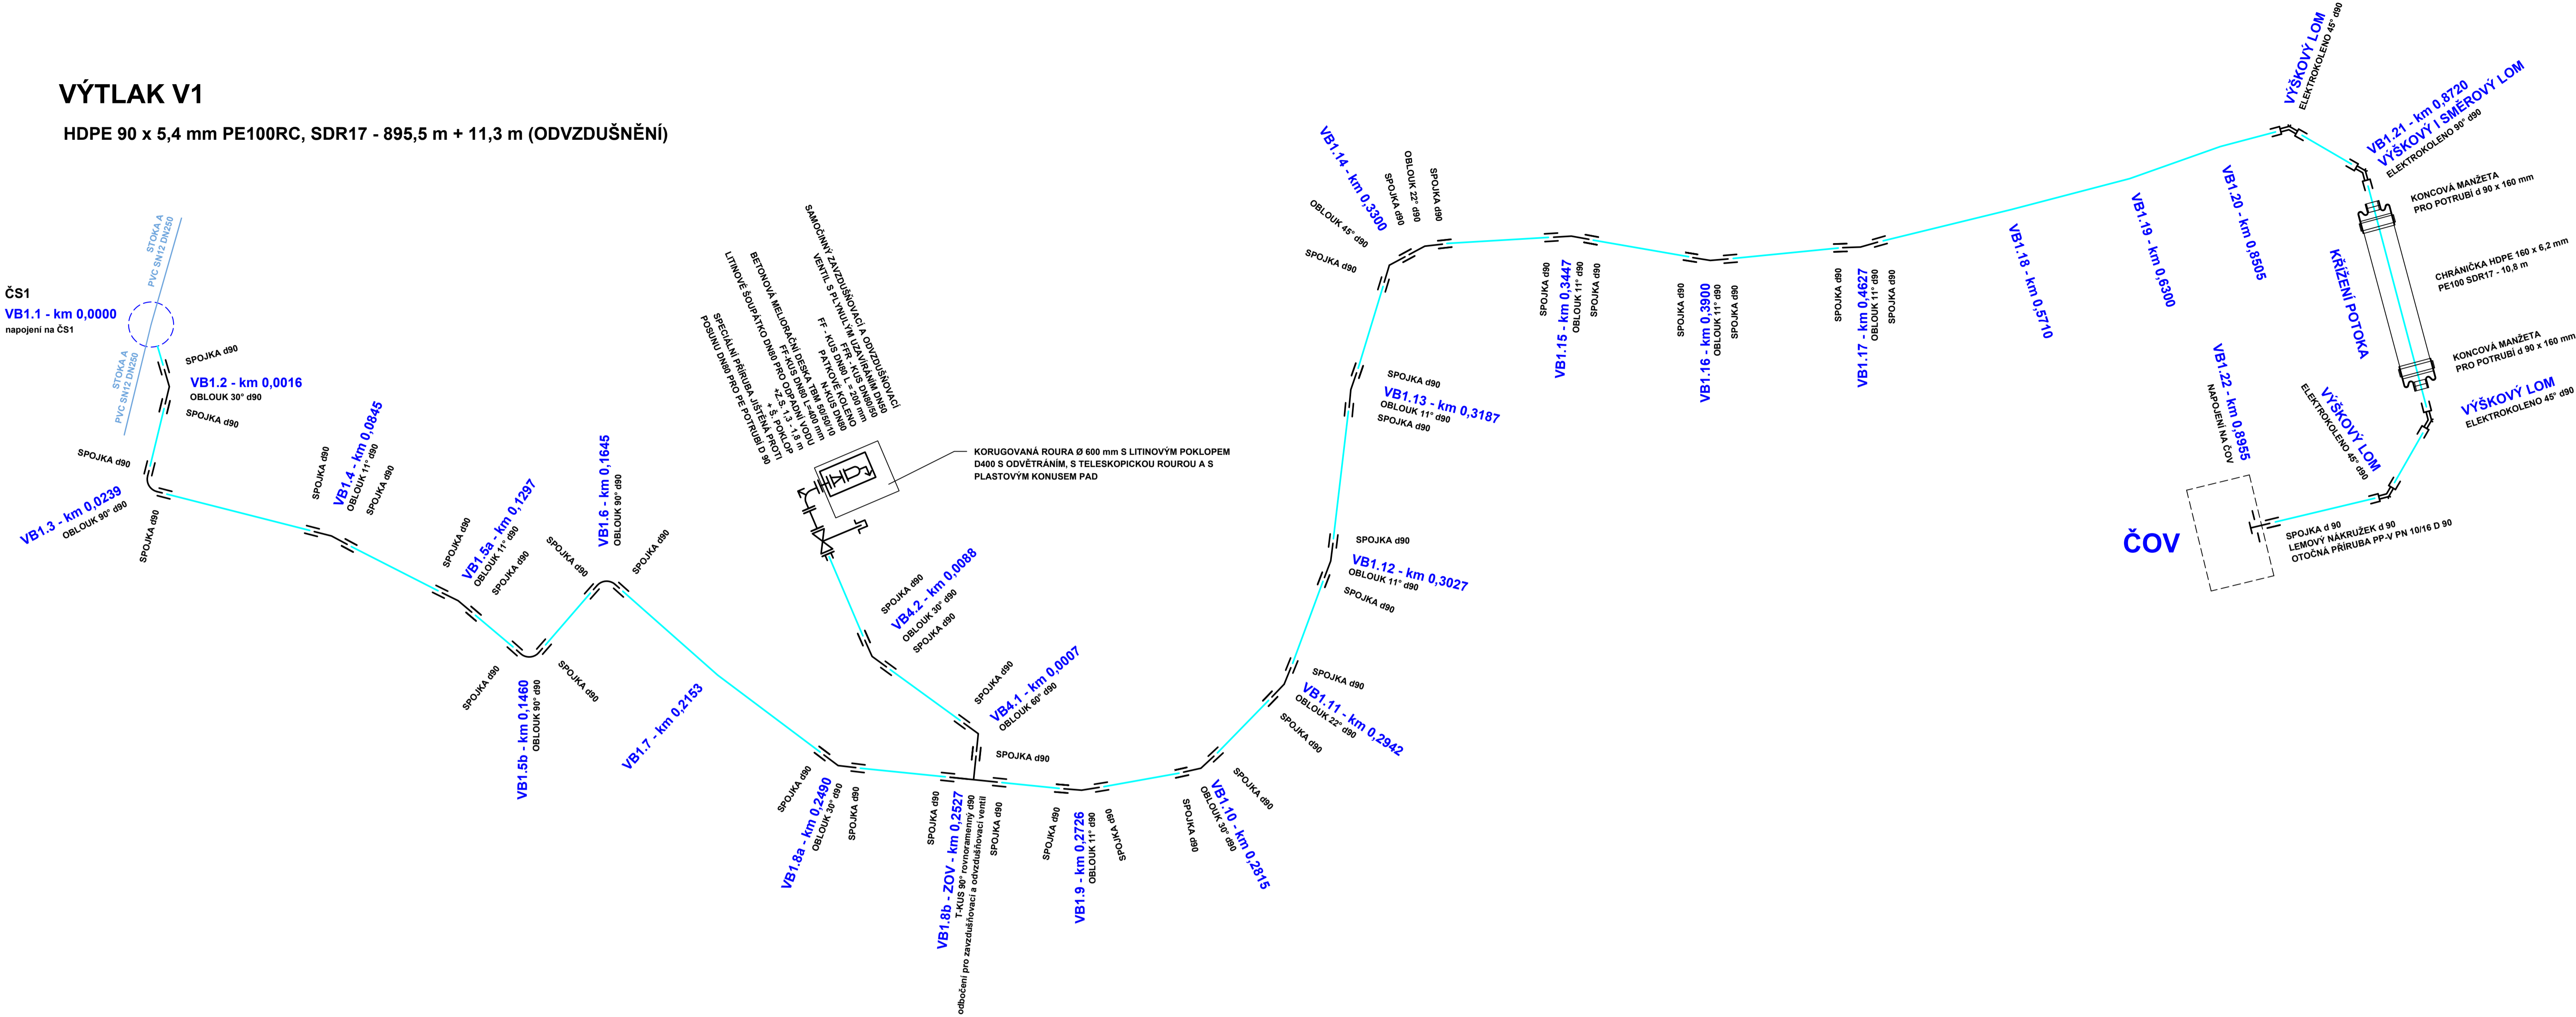 VÝTLAK V1
HDPE 90 x 5,4 mm PE100RC, SDR17 - 895,5 m + 11,3 m (ODVZDUŠNĚNÍ)
STOKA A
PVC SN12 DN250
ČS1
VB1.1 - km 0,0000
napojení na ČS1
STOKA A
PVC SN12 DN250
SPOJKA d90
VB1.2 - km 0,0016
OBLOUK 30° d90
SPOJKA d90
SPOJKA d90
VB1.3 - km 0,0239
OBLOUK 90° d90
SPOJKA d90
SPOJKA d90
VB1.4 - km 0,0845
OBLOUK 11° d90
SPOJKA d90
SPOJKA d90
VB1.5a - km 0,1297
OBLOUK 11° d90
SPOJKA d90
SPOJKA d90
VB1.5b - km 0,1460
OBLOUK 90° d90
SPOJKA d90
SPOJKA d90
VB1.6 - km 0,1645
OBLOUK 90° d90
SPOJKA d90
VB1.7 - km 0,2153
SPOJKA d90
VB1.8a - km 0,2490
OBLOUK 30° d90
SPOJKA d90
SPOJKA d90
VB1.8b - ZOV - km 0,2527
T-KUS 90° rovnoramenný d90
odbočení pro zavzdušňovací a odvzdušňovací ventil
SPOJKA d90
SAMOČINNÝ ZAVZDUŠŇOVACÍ A ODVZDUŠŇOVACÍ
VENTIL S PLYNULÝM UZAVÍRÁNÍM DN50
FFR - KUS DN80/50
FF - KUS DN80 L = 200 mm
PATKOVÉ KOLENO
N-KUS DN80
FF-KUS DN80 L=400 mm
BETONOVÁ MELIORAČNÍ DESKA TBM 50/50/10
LITINOVÉ ŠOUPÁTKO DN80 PRO ODPADNÍ VODU
+Z.S. 1,3 - 1,8 m
+ Š. POKLOP
SPECIÁLNÍ PŘÍRUBA JIŠTĚNÁ PROTI
POSUNU DN80 PRO PE POTRUBÍ D 90
KORUGOVANÁ ROURA Ø 600 mm S LITINOVÝM POKLOPEM
D400 S ODVĚTRÁNÍM, S TELESKOPICKOU ROUROU A S
PLASTOVÝM KONUSEM PAD
SPOJKA d90
VB4.2 - km 0,0088
OBLOUK 30° d90
SPOJKA d90
SPOJKA d90
VB4.1 - km 0,0007
OBLOUK 60° d90
SPOJKA d90
SPOJKA d90
VB1.9 - km 0,2726
OBLOUK 11° d90
SPOJKA d90
SPOJKA d90
VB1.10 - km 0,2815
OBLOUK 30° d90
SPOJKA d90
SPOJKA d90
VB1.11 - km 0,2942
OBLOUK 22° d90
SPOJKA d90
SPOJKA d90
VB1.12 - km 0,3027
OBLOUK 11° d90
SPOJKA d90
SPOJKA d90
VB1.13 - km 0,3187
OBLOUK 11° d90
SPOJKA d90
VB1.14 - km 0,3300
OBLOUK 45° d90
SPOJKA d90
SPOJKA d90
OBLOUK 22° d90
SPOJKA d90
SPOJKA d90
VB1.15 - km 0,3447
OBLOUK 11° d90
SPOJKA d90
SPOJKA d90
VB1.16 - km 0,3900
OBLOUK 11° d90
SPOJKA d90
SPOJKA d90
VB1.17 - km 0,4627
OBLOUK 11° d90
SPOJKA d90
VB1.18 - km 0,5710
VB1.19 - km 0,6300
VB1.20 - km 0,8505
VÝŠKOVÝ LOM
ELEKTROKOLENO 45° d90
VB1.21 - km 0,8720
VÝŠKOVÝ I SMĚROVÝ LOM
ELEKTROKOLENO 90° d90
KONCOVÁ MANŽETA
PRO POTRUBÍ d 90 x 160 mm
CHRÁNIČKA HDPE 160 x 6,2 mm
PE100 SDR17 - 10,8 m
KŘÍŽENÍ POTOKA
KONCOVÁ MANŽETA
PRO POTRUBÍ d 90 x 160 mm
VÝŠKOVÝ LOM
ELEKTROKOLENO 45° d90
VÝŠKOVÝ LOM
ELEKTROKOLENO 45° d90
VB1.22 - km 0,8955
NAPOJENÍ NA ČOV
ČOV
SPOJKA d 90
LEMOVÝ NÁKRUŽEK d 90
OTOČNÁ PŘÍRUBA PP-V PN 10/16 D 90